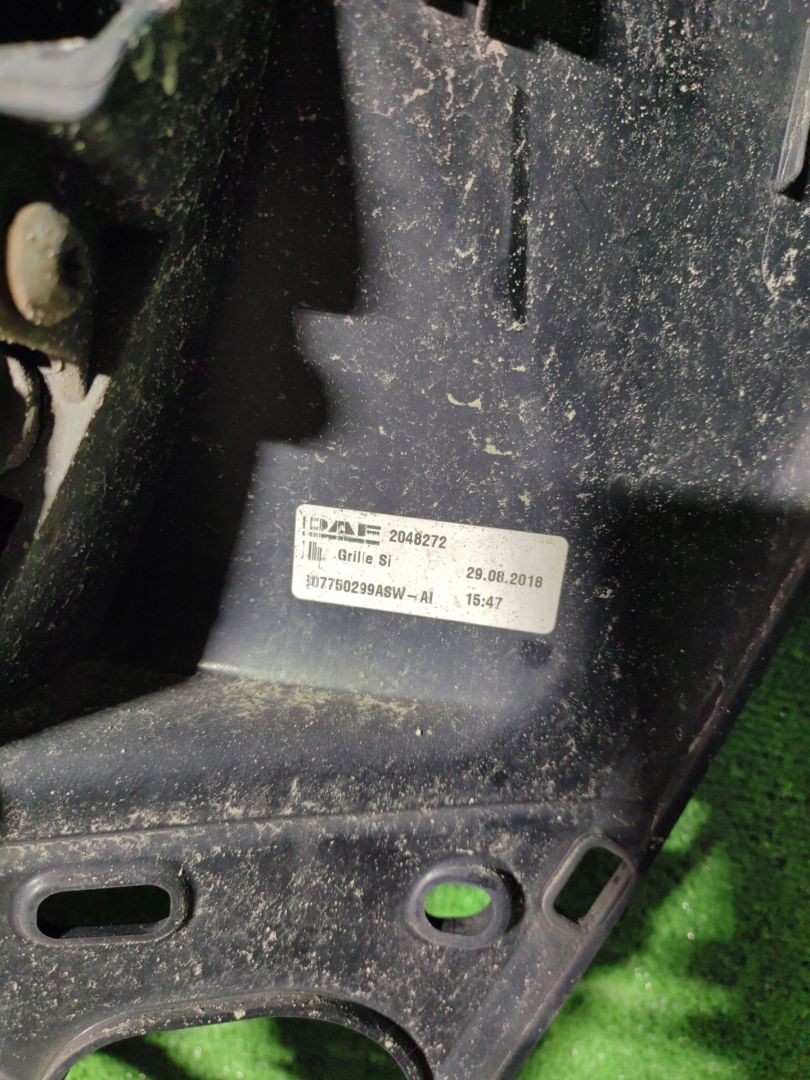 DAF 2048272
Grille Si
29.08.2018
07750299ASW-AI 15:47